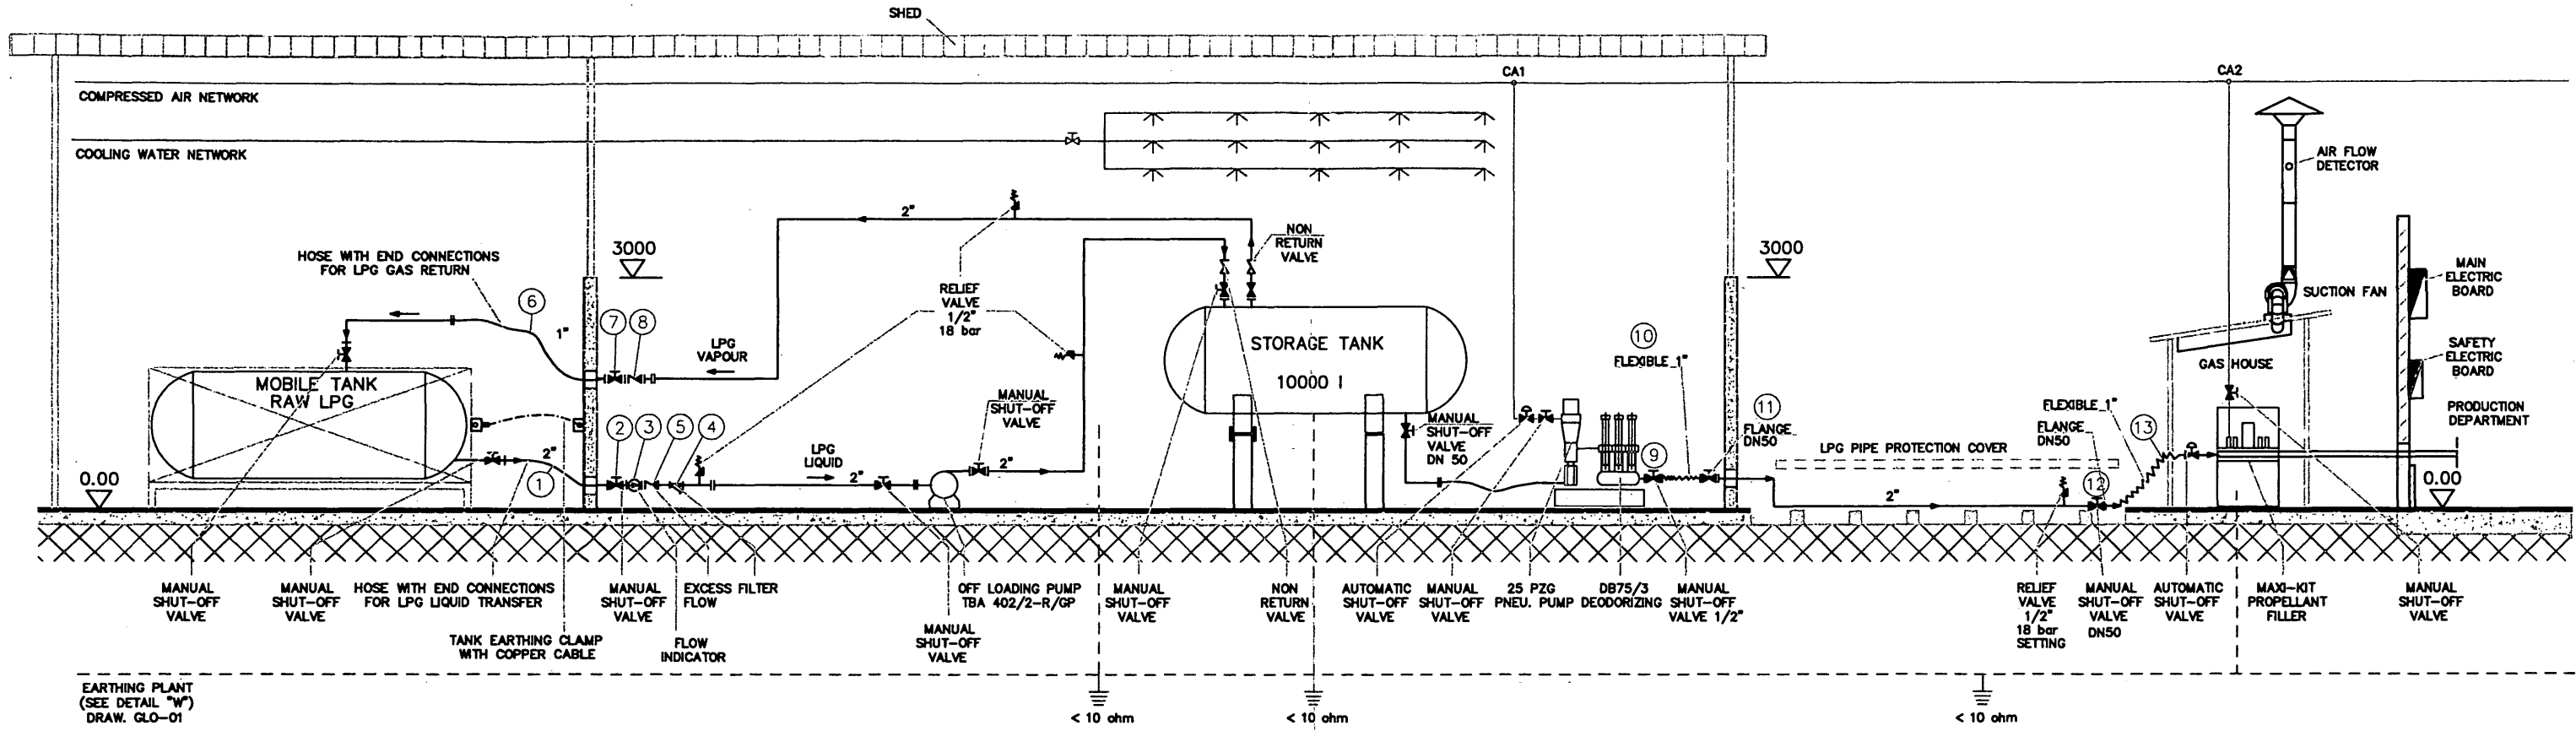 SHED
CA1
CA2
COMPRESSED AIR NETWORK
COOLING WATER NETWORK
AIR FLOW
DETECTOR
2"
NON
RETURN
VALVE
3000
3000
HOSE WITH END CONNECTIONS
FOR LPG GAS RETURN
MAIN
ELECTRIC
BOARD
SUCTION FAN
6
1"
7
8
RELIEF
VALVE
1/2"
18 bar
LPG
VAPOUR
STORAGE TANK
10000 l
10
FLEXIBLE 1"
SAFETY
ELECTRIC
BOARD
GAS HOUSE
MOBILE TANK
RAW LPG
MANUAL
SHUT-OFF
VALVE
MANUAL
SHUT-OFF
VALVE
DN 50
11
FLANGE
DN50
FLEXIBLE 1"
FLANGE
DN50
13
PRODUCTION
DEPARTMENT
2
3
5
4
LPG
LIQUID
2"
2"
2"
1
9
LPG PIPE PROTECTION COVER
12
2"
0.00
0.00
MANUAL
SHUT-OFF
VALVE
MANUAL
SHUT-OFF
VALVE
HOSE WITH END CONNECTIONS
FOR LPG LIQUID TRANSFER
TANK EARTHING CLAMP
WITH COPPER CABLE
MANUAL
SHUT-OFF
VALVE
FLOW
INDICATOR
EXCESS FILTER
FLOW
OFF LOADING PUMP
TBA 402/2-R/GP
MANUAL
SHUT-OFF
VALVE
MANUAL
SHUT-OFF
VALVE
NON
RETURN
VALVE
AUTOMATIC
SHUT-OFF
VALVE
MANUAL
SHUT-OFF
VALVE
25 PZG
PNEU. PUMP
DB75/3
DEODORIZING
MANUAL
SHUT-OFF
VALVE 1/2"
RELIEF
VALVE
1/2"
18 bar
SETTING
MANUAL
SHUT-OFF
VALVE
DN50
AUTOMATIC
SHUT-OFF
VALVE
MAXI-KIT
PROPELLANT
FILLER
MANUAL
SHUT-OFF
VALVE
EARTHING PLANT
(SEE DETAIL "W")
DRAW. GLO-01
< 10 ohm
< 10 ohm
< 10 ohm